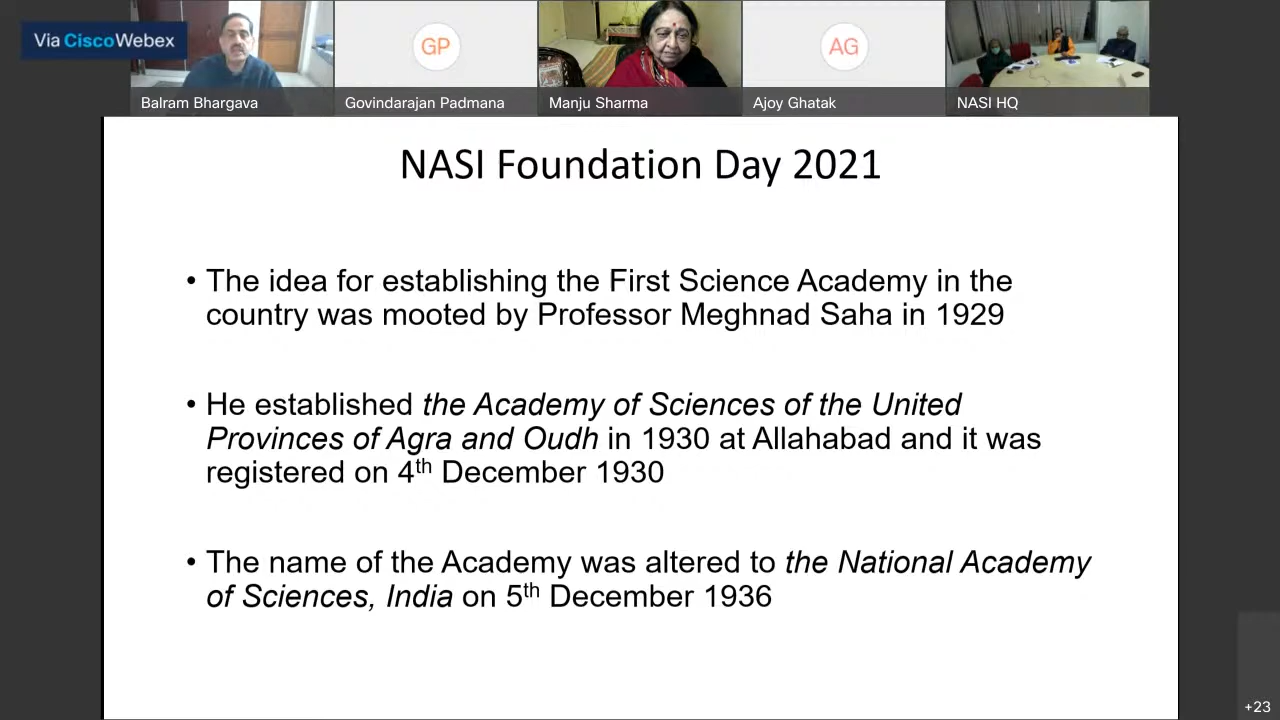 Via CiscoWebex
GP
AG
Balram Bhargava
Govindarajan Padmana
Manju Sharma
Ajoy Ghatak
NASI HQ
NASI Foundation Day 2021
• The idea for establishing the First Science Academy in the
country was mooted by Professor Meghnad Saha in 1929
• He established the Academy of Sciences of the United
Provinces of Agra and Oudh in 1930 at Allahabad and it was
registered on 4th December 1930
• The name of the Academy was altered to the National Academy
of Sciences, India on 5th December 1936
+23